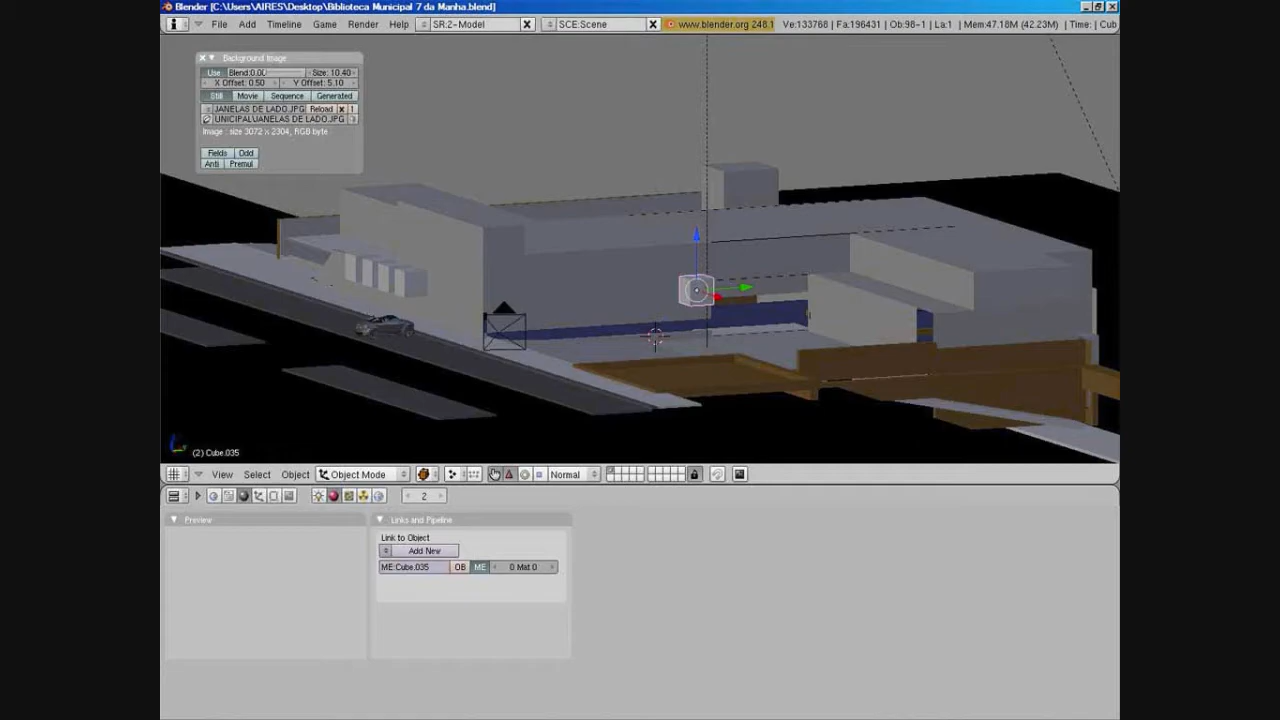 Blender [C:\Users\AIRES\Desktop\Biblioteca Municipal 7 da Manha.blend]
File Add Timeline Game Render Help SR:2-Model SCE:Scene www.blender.org 248.1 Ve:133768 | Fa:196431 | Ob:98-1 | La:1 | Mem:47.18M (42.23M) | Time: | Cub
Background Image
Use Blend:0.00 Size: 10.40
X Offset: 0.50 Y Offset: 5.10
Still Movie Sequence Generated
JANELAS DE LADO.JPG Reload 1
UNICIPAL\JANELAS DE LADO.JPG
Image : size 3072 x 2304, RGB byte
Fields Odd
Anti Premul
(2) Cube.035
View Select Object Object Mode Normal
2
Preview Links and Pipeline
Link to Object
Add New
ME:Cube.035 OB ME 0 Mat 0